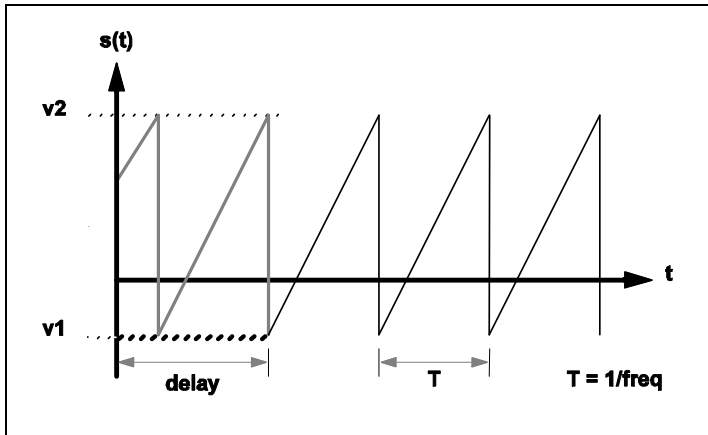 s(t)
v2
t
v1
delay
T
T = 1/freq